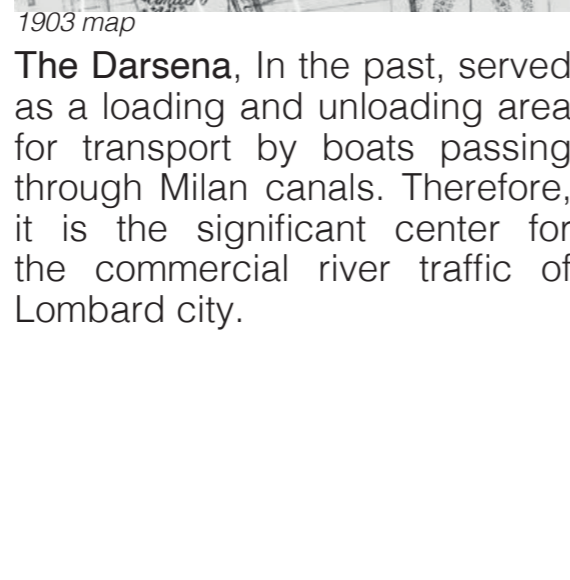 1903 map
The Darsena, In the past, served
as a loading and unloading area
for transport by boats passing
through Milan canals. Therefore,
it is the significant center for
the commercial river traffic of
Lombard city.